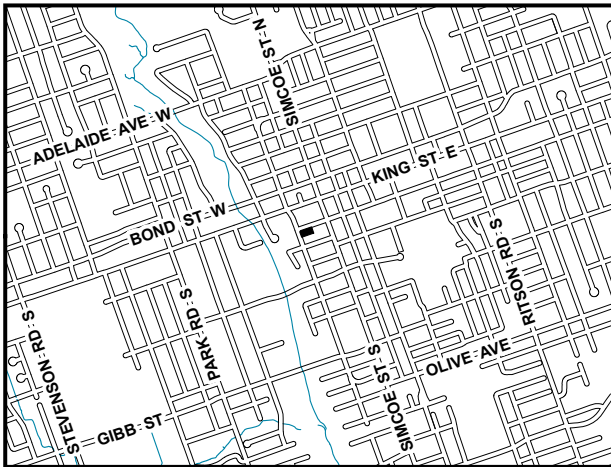 SIMCOE ST N
ADELAIDE AVE W
KING ST E
BOND ST W
RITSON RD S
PARK RD S
STEVENSON RD S
OLIVE AVE
SIMCOE ST S
GIBB ST